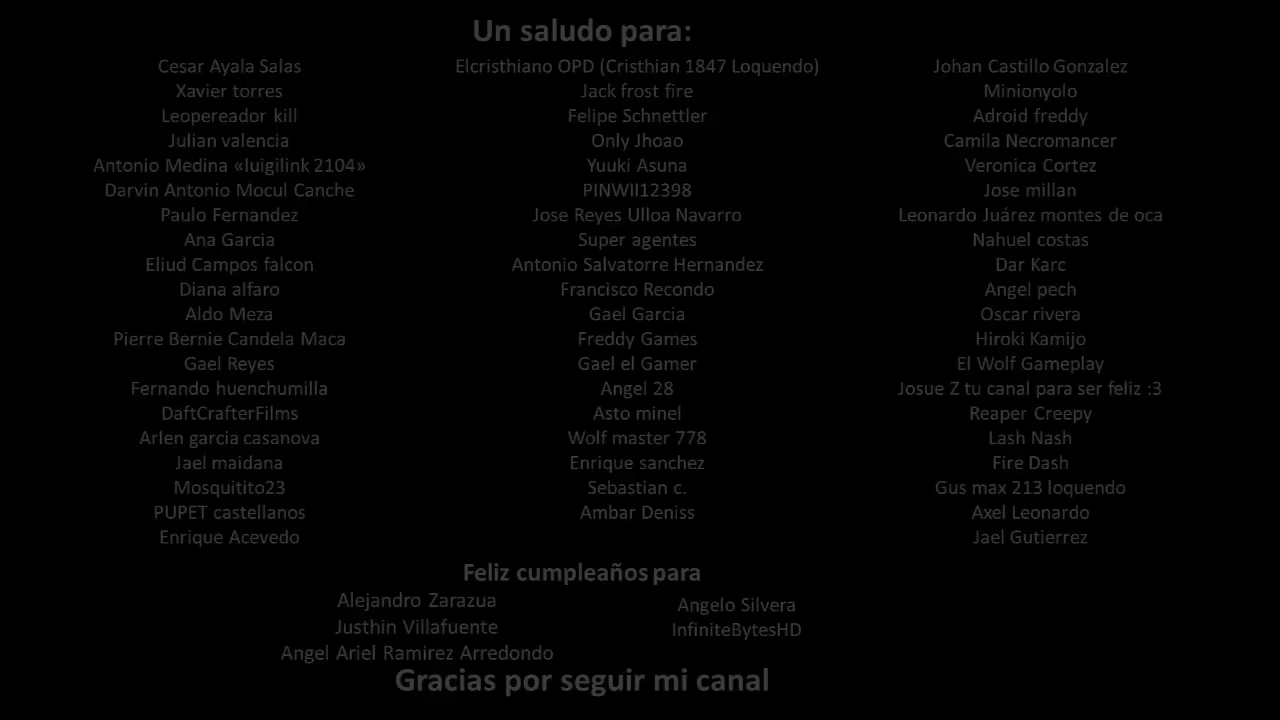 Un saludo para:
Cesar Ayala Salas
Xavier torres
Leopereador kill
Julian valencia
Antonio Medina «luigilink 2104»
Darvin Antonio Mocul Canche
Paulo Fernandez
Ana Garcia
Eliud Campos falcon
Diana alfaro
Aldo Meza
Pierre Bernie Candela Maca
Gael Reyes
Fernando huenchumilla
DaftCrafterFilms
Arlen garcia casanova
Jael maidana
Mosquitito23
PUPET castellanos
Enrique Acevedo
Elcristhiano OPD (Cristhian 1847 Loquendo)
Jack frost fire
Felipe Schnettler
Only Jhoao
Yuuki Asuna
PINWII12398
Jose Reyes Ulloa Navarro
Super agentes
Antonio Salvatorre Hernandez
Francisco Recondo
Gael Garcia
Freddy Games
Gael el Gamer
Angel 28
Asto minel
Wolf master 778
Enrique sanchez
Sebastian c.
Ambar Deniss
Johan Castillo Gonzalez
Minionyolo
Adroid freddy
Camila Necromancer
Veronica Cortez
Jose millan
Leonardo Juárez montes de oca
Nahuel costas
Dar Karc
Angel pech
Oscar rivera
Hiroki Kamijo
El Wolf Gameplay
Josue Z tu canal para ser feliz :3
Reaper Creepy
Lash Nash
Fire Dash
Gus max 213 loquendo
Axel Leonardo
Jael Gutierrez
Feliz cumpleaños para
Alejandro Zarazua
Justhin Villafuente
Angel Ariel Ramirez Arredondo
Angelo Silvera
InfiniteBytesHD
Gracias por seguir mi canal